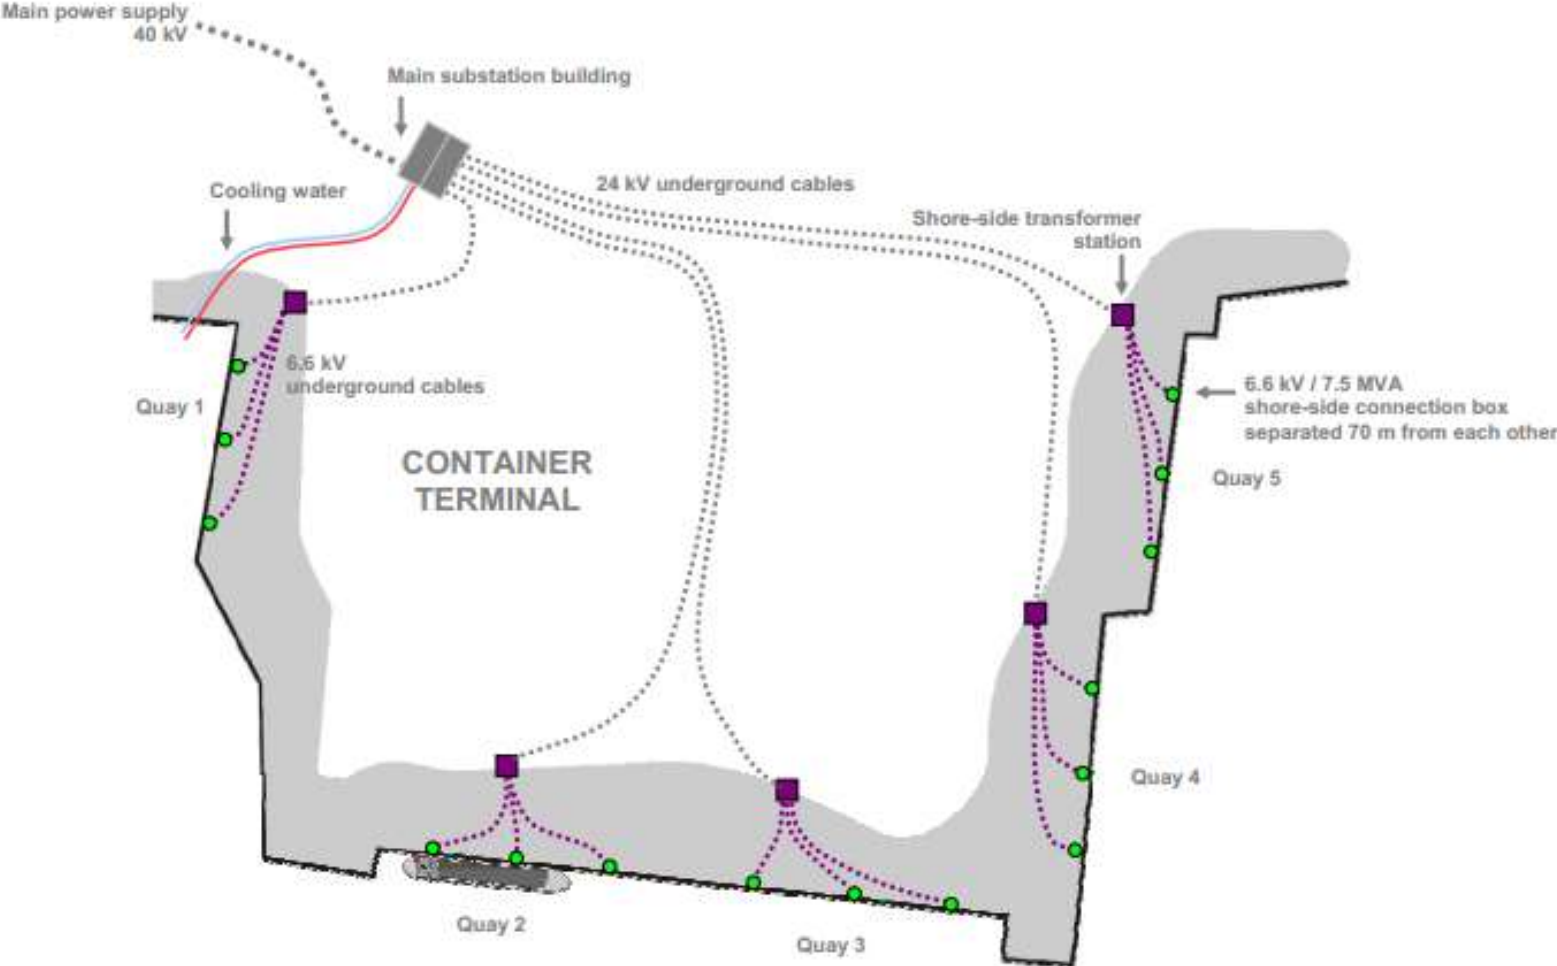 Main power supply
40 kV
Main substation building
Cooling water
24 kV underground cables
Shore-side transformer
station
6.6 kV
underground cables
Quay 1
6.6 kV / 7.5 MVA
shore-side connection box
separated 70 m from each other
CONTAINER
TERMINAL
Quay 5
Quay 4
Quay 2
Quay 3